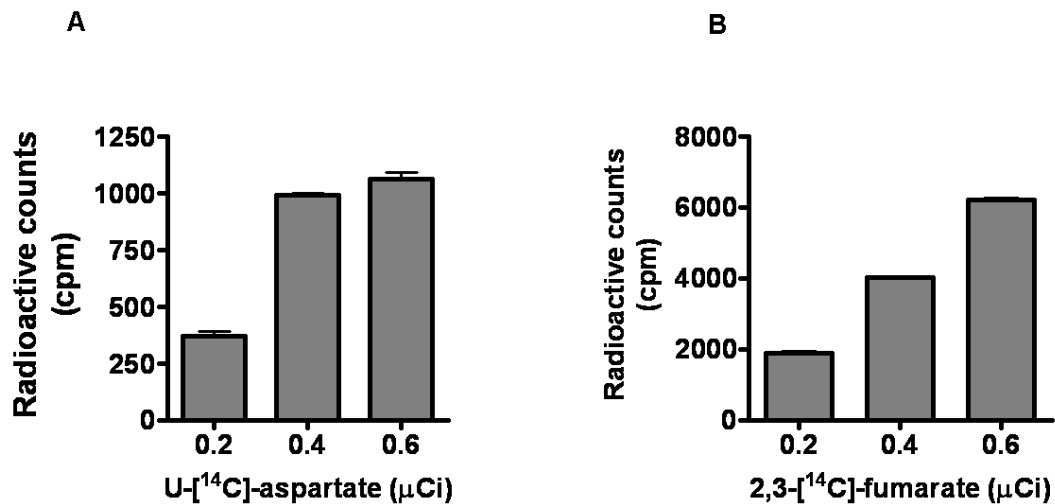 A
B
Radioactive counts
(cpm)
1250
1000
750
500
250
0
0.2
0.4
0.6
U-[¹⁴C]-aspartate (μCi)
Radioactive counts
(cpm)
8000
6000
4000
2000
0
0.2
0.4
0.6
2,3-[¹⁴C]-fumarate (μCi)